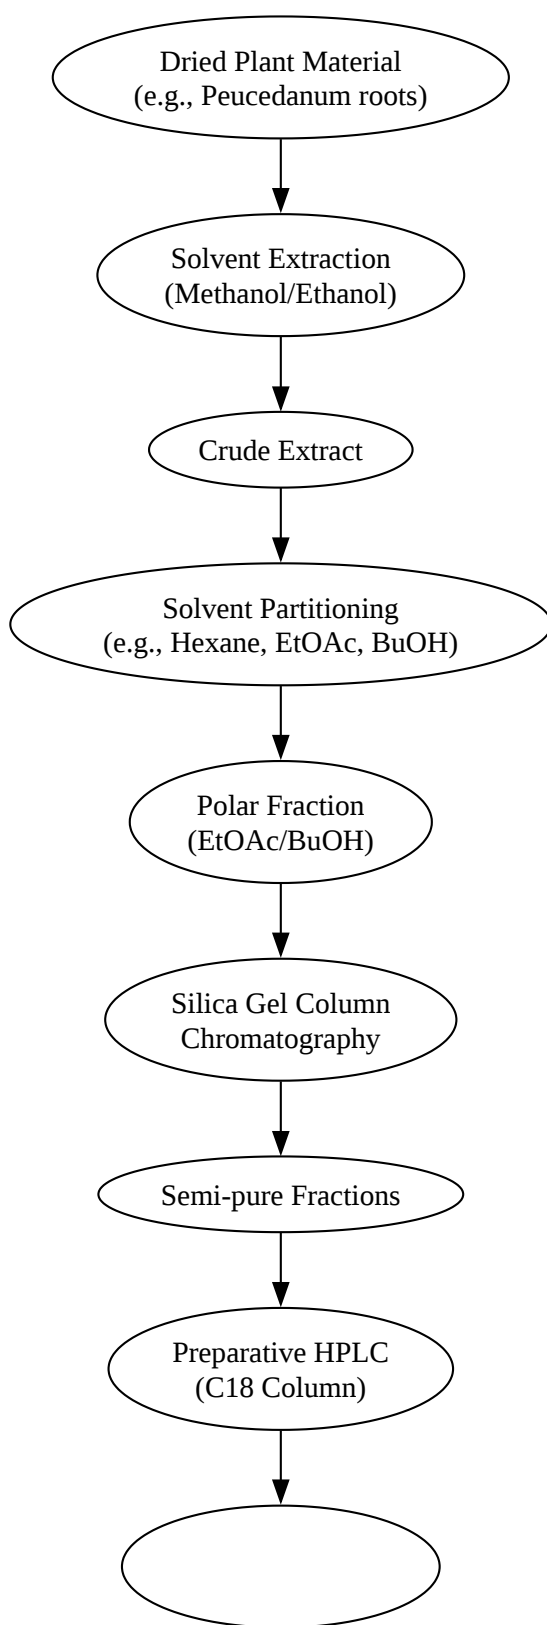 Dried Plant Material
(e.g., Peucedanum roots)
Solvent Extraction
(Methanol/Ethanol)
Crude Extract
Solvent Partitioning
(e.g., Hexane, EtOAc, BuOH)
Polar Fraction
(EtOAc/BuOH)
Silica Gel Column
Chromatography
Semi-pure Fractions
Preparative HPLC
(C18 Column)